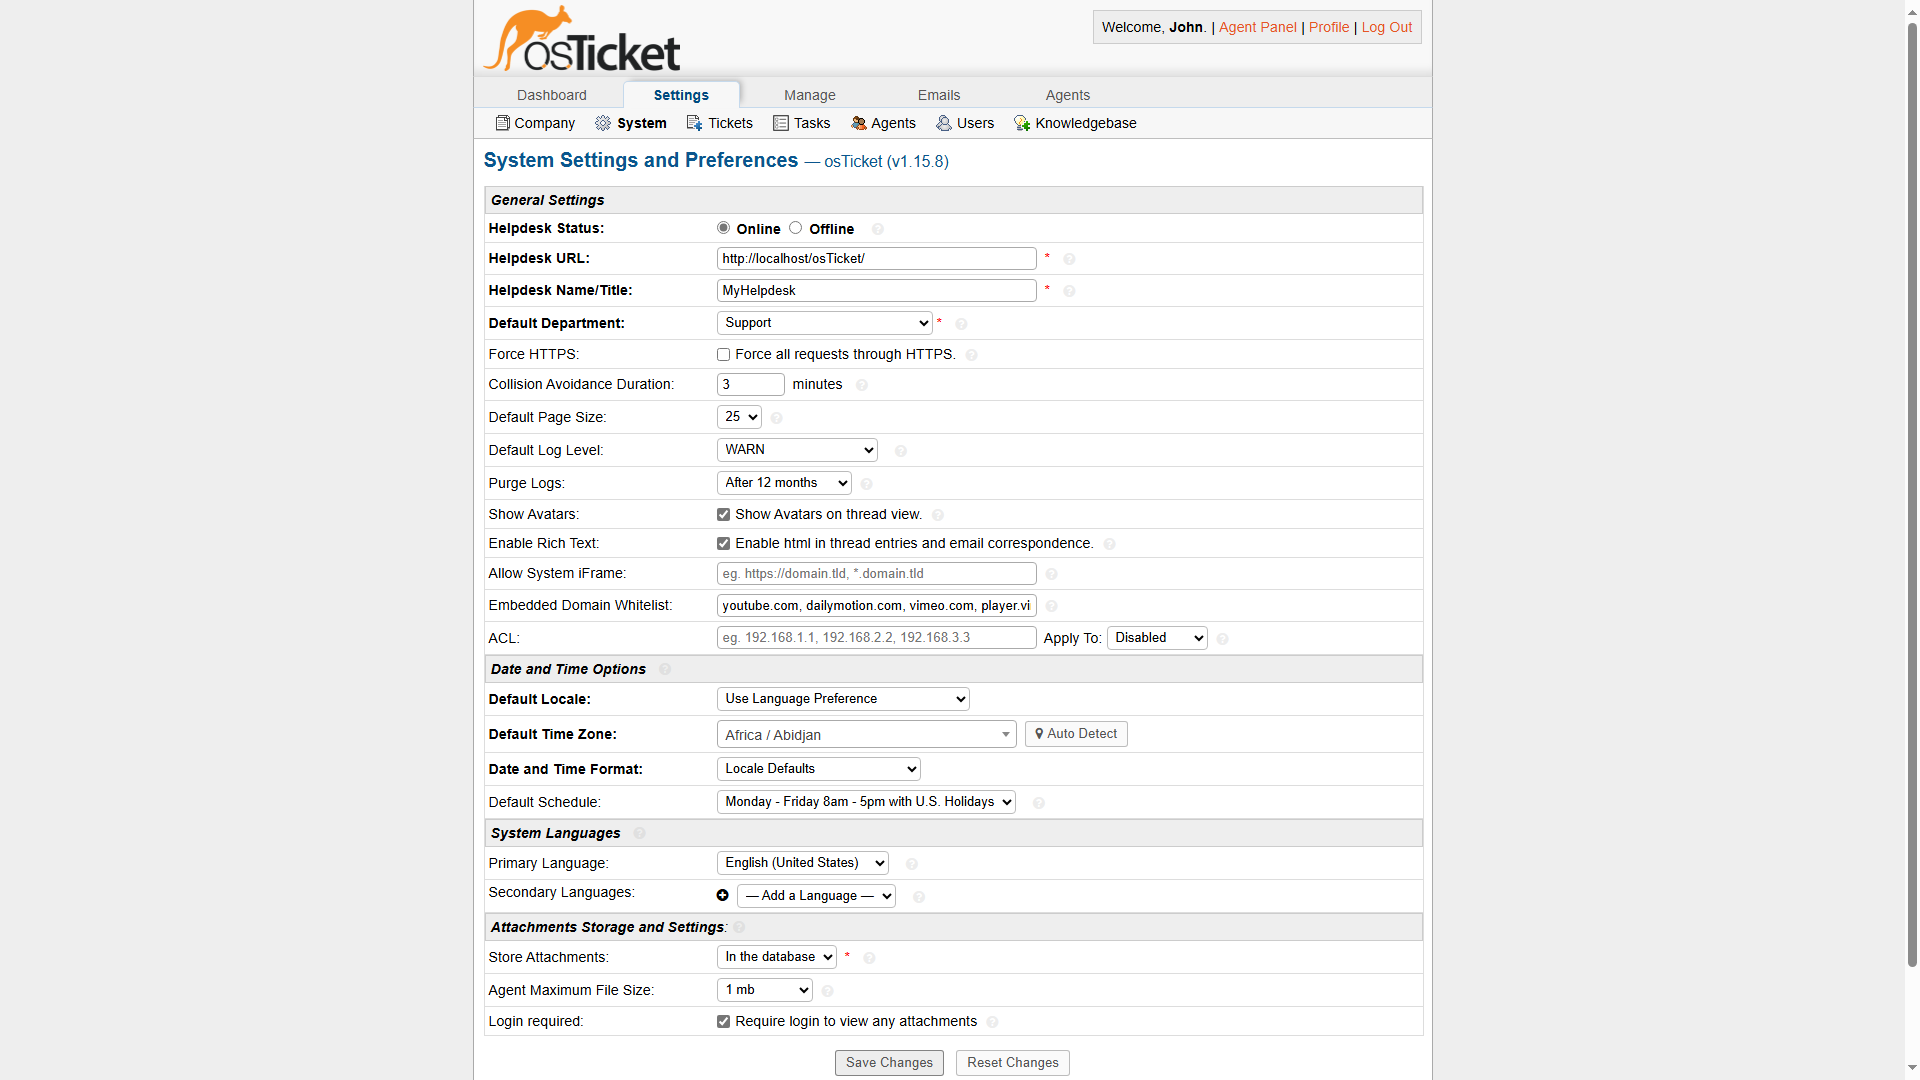 osTicket
Welcome, John. | Agent Panel | Profile | Log Out
Dashboard Settings Manage Emails Agents
Company System Tickets Tasks Agents Users Knowledgebase
System Settings and Preferences — osTicket (v1.15.8)
General Settings
Helpdesk Status: Online Offline
Helpdesk URL: http://localhost/osTicket/ *
Helpdesk Name/Title: MyHelpdesk *
Default Department: Support *
Force HTTPS: Force all requests through HTTPS.
Collision Avoidance Duration: 3 minutes
Default Page Size: 25
Default Log Level: WARN
Purge Logs: After 12 months
Show Avatars: Show Avatars on thread view.
Enable Rich Text: Enable html in thread entries and email correspondence.
Allow System iFrame: eg. https://domain.tld, *.domain.tld
Embedded Domain Whitelist: youtube.com, dailymotion.com, vimeo.com, player.vi
ACL: eg. 192.168.1.1, 192.168.2.2, 192.168.3.3 Apply To: Disabled
Date and Time Options
Default Locale: Use Language Preference
Default Time Zone: Africa / Abidjan Auto Detect
Date and Time Format: Locale Defaults
Default Schedule: Monday - Friday 8am - 5pm with U.S. Holidays
System Languages
Primary Language: English (United States)
Secondary Languages: — Add a Language —
Attachments Storage and Settings:
Store Attachments: In the database *
Agent Maximum File Size: 1 mb
Login required: Require login to view any attachments
Save Changes Reset Changes